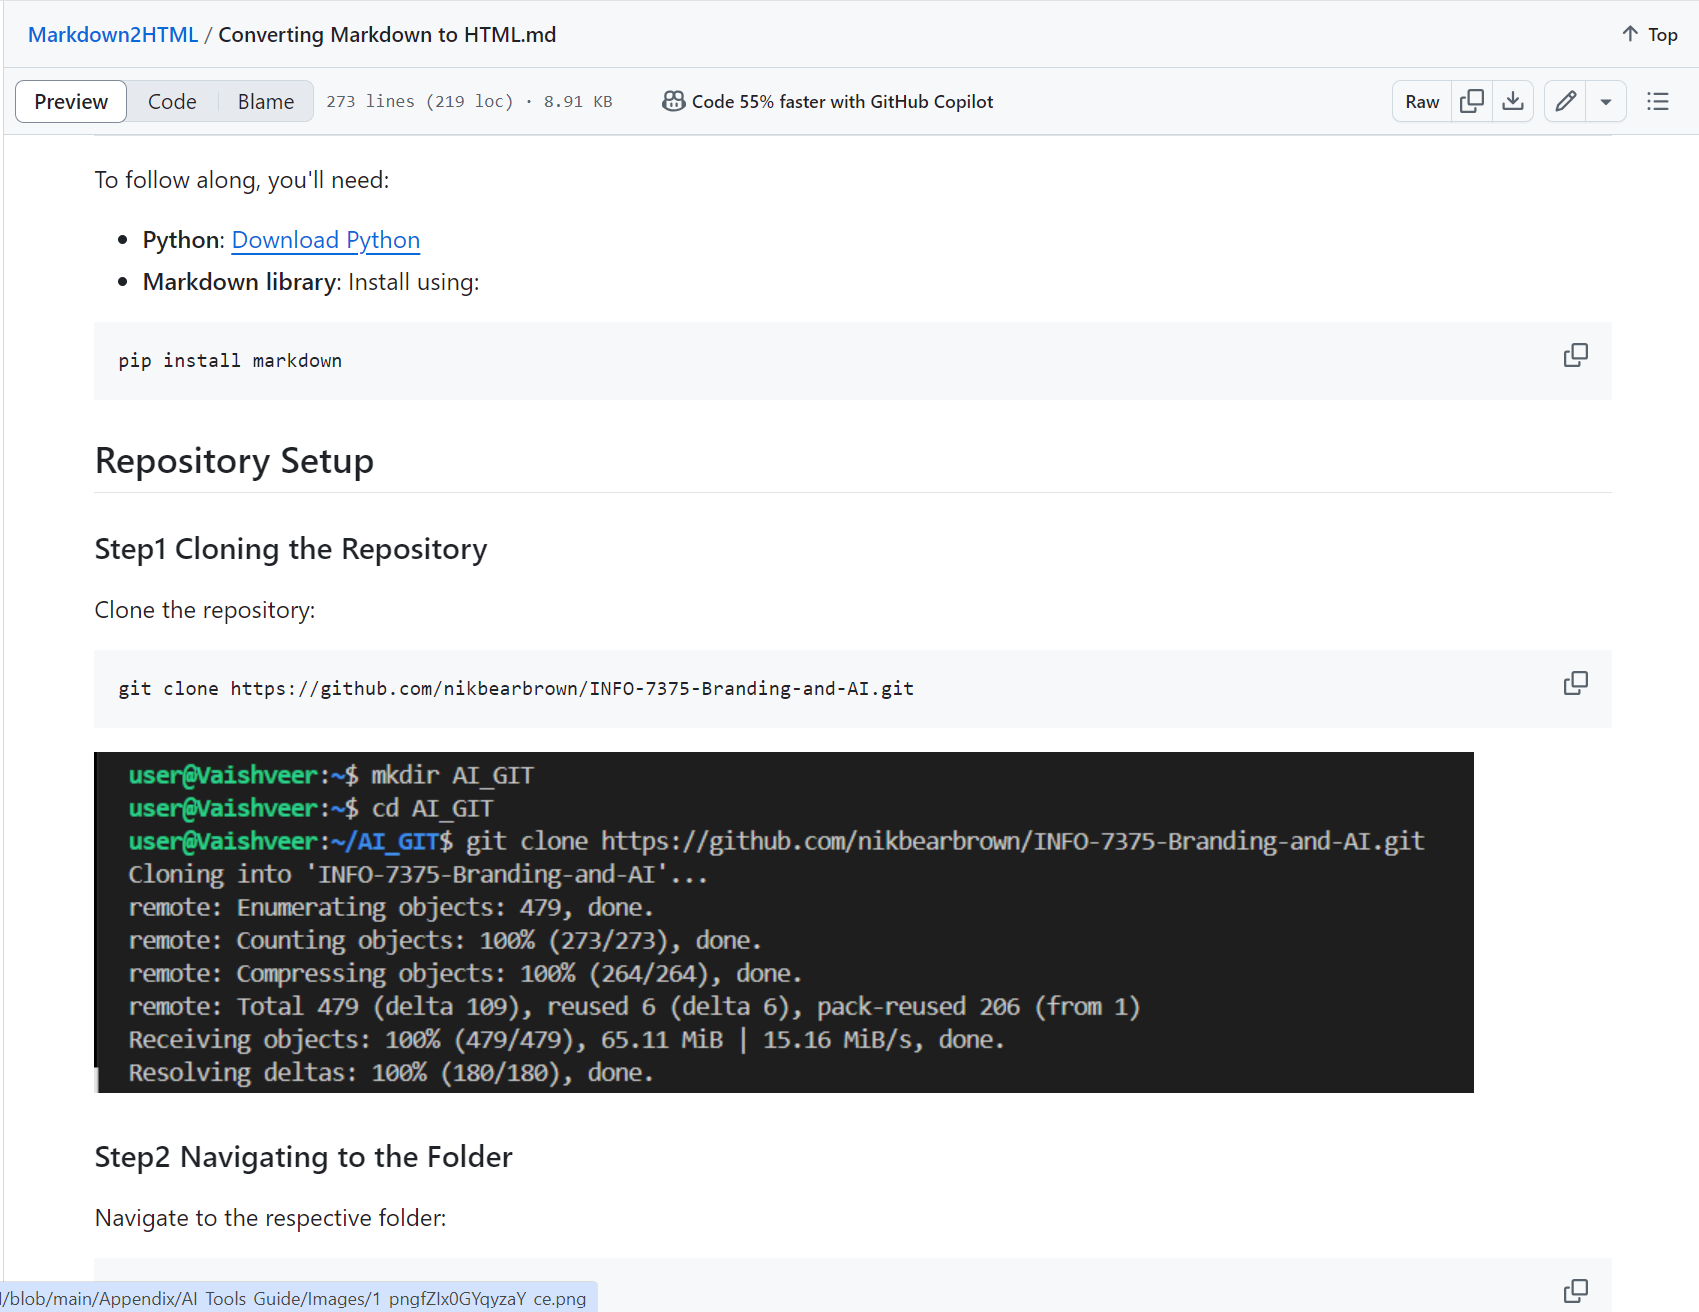 Markdown2HTML / Converting Markdown to HTML.md
Top
Preview Code Blame 273 lines (219 loc) · 8.91 KB Code 55% faster with GitHub Copilot Raw
To follow along, you'll need:
• Python: Download Python
• Markdown library: Install using:
pip install markdown
Repository Setup
Step1 Cloning the Repository
Clone the repository:
git clone https://github.com/nikbearbrown/INFO-7375-Branding-and-AI.git
user@Vaishveer:~$ mkdir AI_GIT
user@Vaishveer:~$ cd AI_GIT
user@Vaishveer:~/AI_GIT$ git clone https://github.com/nikbearbrown/INFO-7375-Branding-and-AI.git
Cloning into 'INFO-7375-Branding-and-AI'...
remote: Enumerating objects: 479, done.
remote: Counting objects: 100% (273/273), done.
remote: Compressing objects: 100% (264/264), done.
remote: Total 479 (delta 109), reused 6 (delta 6), pack-reused 206 (from 1)
Receiving objects: 100% (479/479), 65.11 MiB | 15.16 MiB/s, done.
Resolving deltas: 100% (180/180), done.
Step2 Navigating to the Folder
Navigate to the respective folder:
/blob/main/Appendix/AI_Tools_Guide/Images/1_pngfZIx0GYqyzaY_ce.png